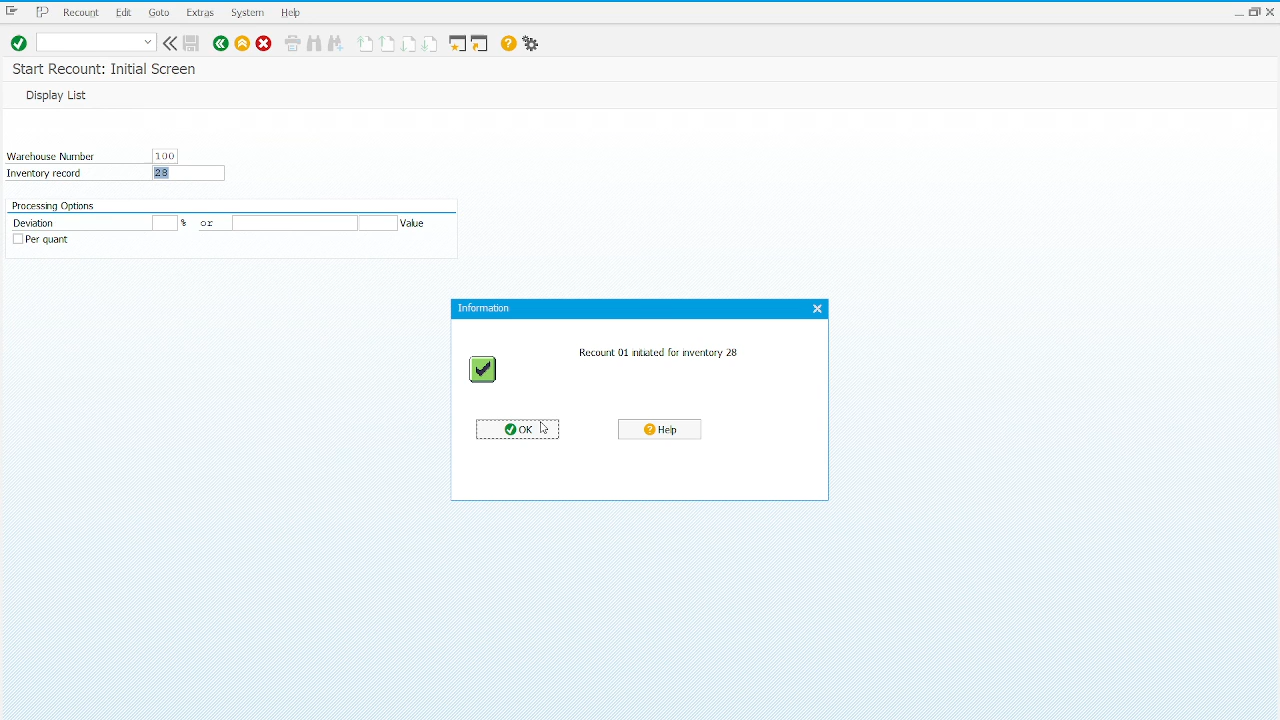 Recount Edit Goto Extras System Help
Start Recount: Initial Screen
Display List
Warehouse Number 100
Inventory record 28
Processing Options
Deviation % or Value
Per quant
Information
Recount 01 initiated for inventory 28
OK Help